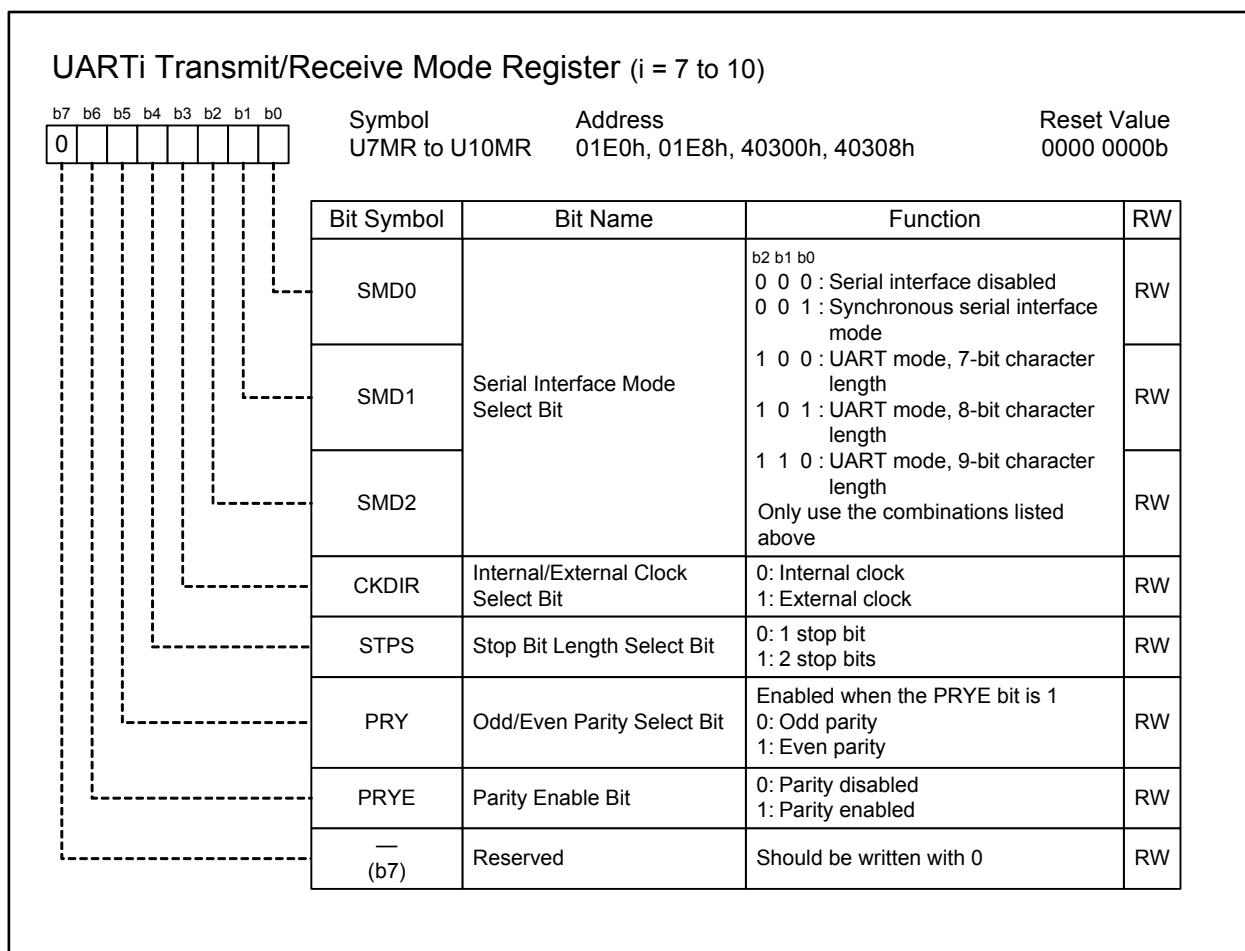 UARTi Transmit/Receive Mode Register (i = 7 to 10)
b7 b6 b5 b4 b3 b2 b1 b0
0
Symbol Address Reset Value
U7MR to U10MR 01E0h, 01E8h, 40300h, 40308h 0000 0000b
Bit Symbol Bit Name Function RW
SMD0 RW
SMD1 RW
SMD2 RW
Serial Interface Mode
Select Bit
b2 b1 b0
0 0 0 : Serial interface disabled
0 0 1 : Synchronous serial interface
mode
1 0 0 : UART mode, 7-bit character
length
1 0 1 : UART mode, 8-bit character
length
1 1 0 : UART mode, 9-bit character
length
Only use the combinations listed
above
CKDIR
Internal/External Clock
Select Bit
0: Internal clock
1: External clock
RW
STPS
Stop Bit Length Select Bit
0: 1 stop bit
1: 2 stop bits
RW
PRY
Odd/Even Parity Select Bit
Enabled when the PRYE bit is 1
0: Odd parity
1: Even parity
RW
PRYE
Parity Enable Bit
0: Parity disabled
1: Parity enabled
RW
—
(b7)
Reserved
Should be written with 0
RW